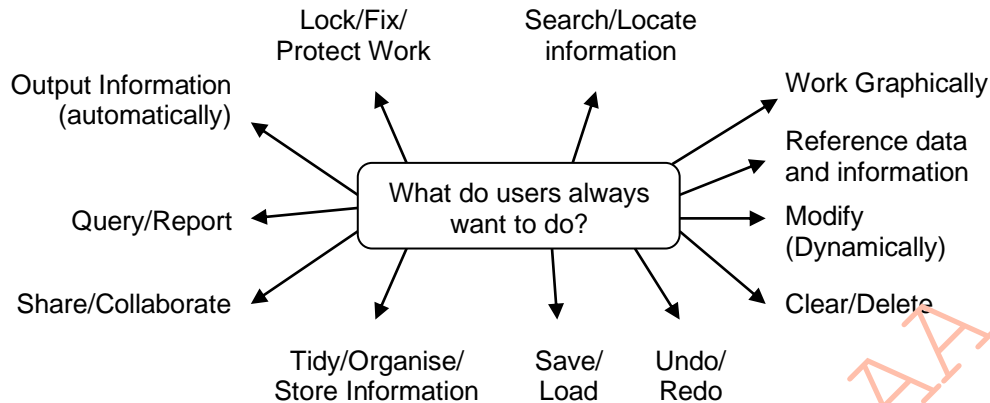 Lock/Fix/
Protect Work
Search/Locate
information
Output Information
(automatically)
Work Graphically
Reference data
and information
What do users always
want to do?
Query/Report
Modify
(Dynamically)
Share/Collaborate
Clear/Delete
Tidy/Organise/
Store Information
Save/
Load
Undo/
Redo
AA